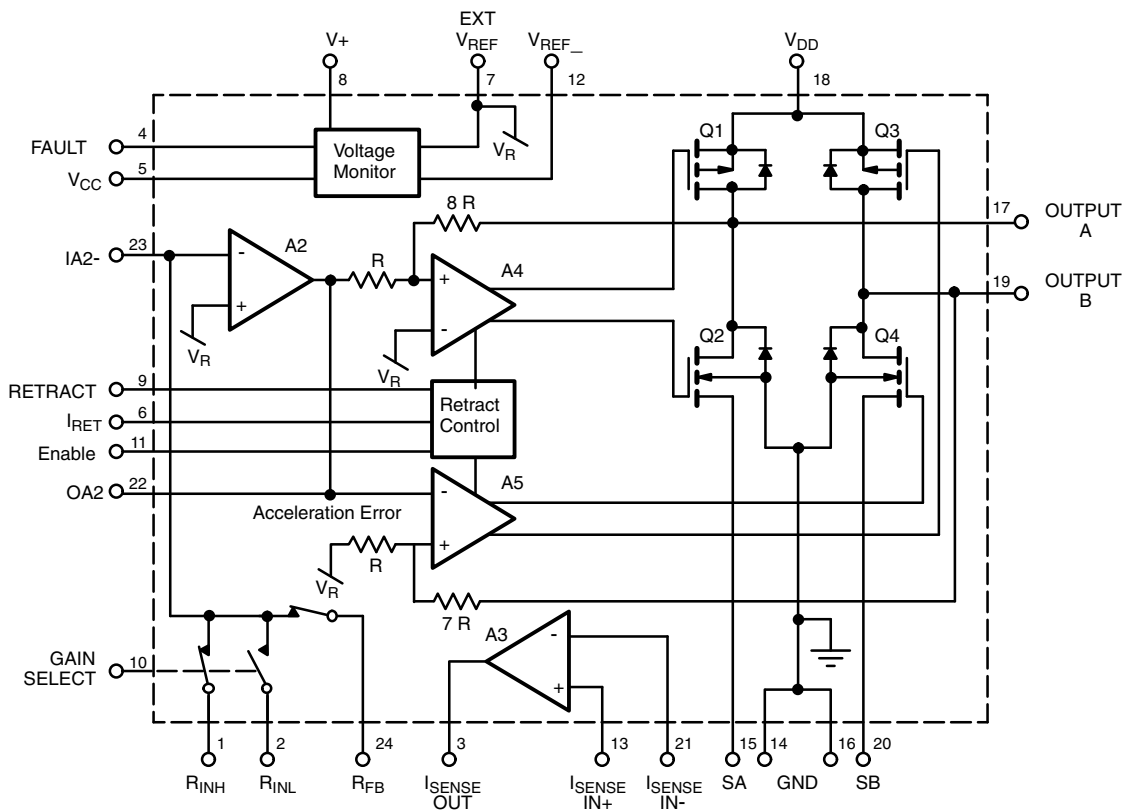 EXT
V+
VREF
VREF_
VDD
8
7
12
18
FAULT
4
VCC
5
Voltage
Monitor
VR
Q1
Q3
8 R
17
OUTPUT
A
IA2-
23
-
A2
+
VR
R
+
A4
-
VR
19
OUTPUT
B
Q2
Q4
RETRACT
9
IRET
6
Enable
11
Retract
Control
OA2
22
Acceleration Error
-
A5
+
VR
R
7 R
GAIN
SELECT
10
A3
-
+
1
2
24
3
13
21
15
14
16
20
RINH
RINL
RFB
ISENSE
OUT
ISENSE
IN+
ISENSE
IN-
SA
GND
SB